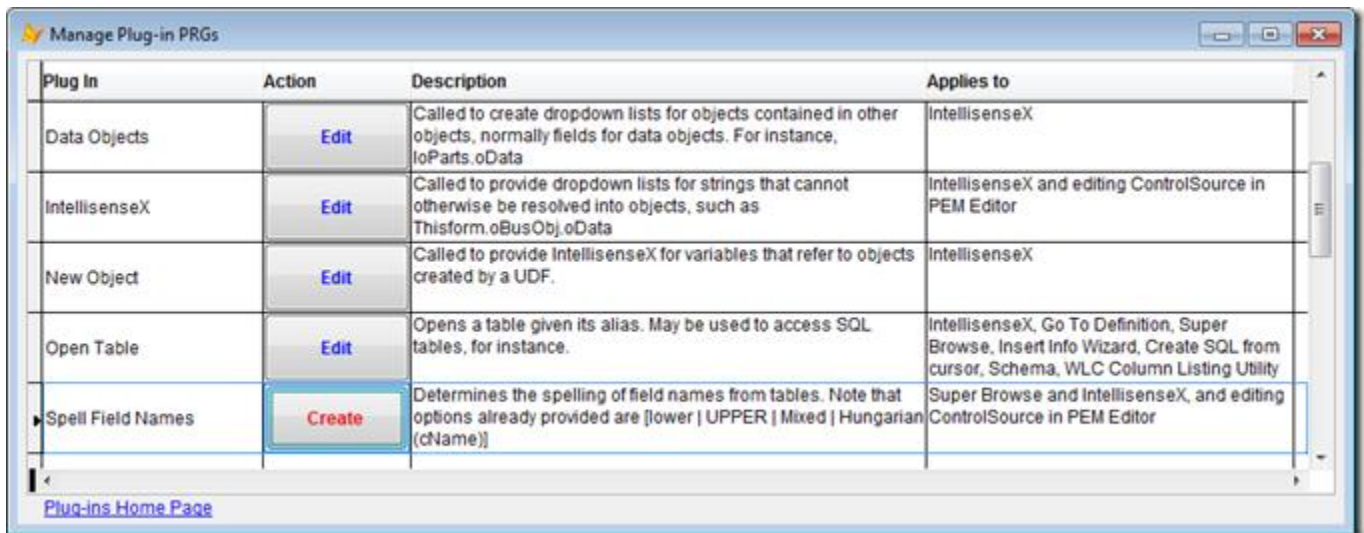 Manage Plug-in PRGs
Plug In Action Description Applies to
Data Objects
Edit
Called to create dropdown lists for objects contained in other
objects, normally fields for data objects. For instance,
loParts.oData
IntellisenseX
IntellisenseX
Edit
Called to provide dropdown lists for strings that cannot
otherwise be resolved into objects, such as
Thisform.oBusObj.oData
IntellisenseX and editing ControlSource in
PEM Editor
New Object
Edit
Called to provide IntellisenseX for variables that refer to objects
created by a UDF.
IntellisenseX
Open Table
Edit
Opens a table given its alias. May be used to access SQL
tables, for instance.
IntellisenseX, Go To Definition, Super
Browse, Insert Info Wizard, Create SQL from
cursor, Schema, WLC Column Listing Utility
Spell Field Names
Create
Determines the spelling of field names from tables. Note that
options already provided are [lower | UPPER | Mixed | Hungarian
(cName)]
Super Browse and IntellisenseX, and editing
ControlSource in PEM Editor
Plug-ins Home Page